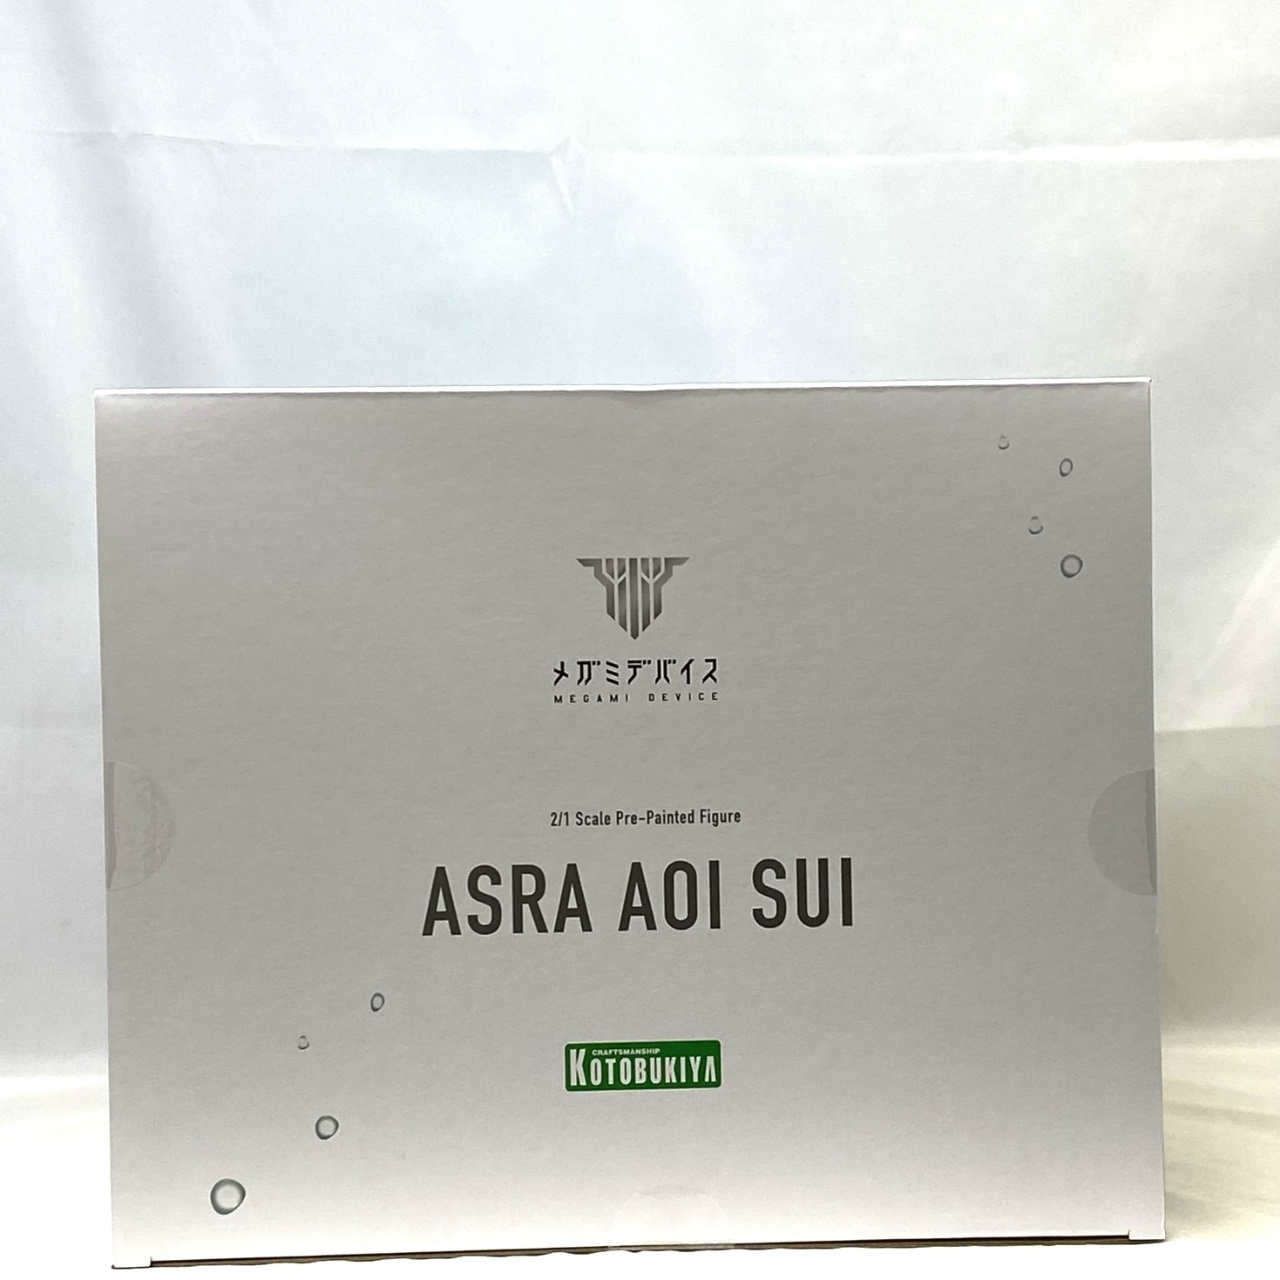 メガミデバイス
MEGAMI DEVICE
2/1 Scale Pre-Painted Figure
ASRA AOI SUI
CRAFTSMANSHIP
KOTOBUKIYA